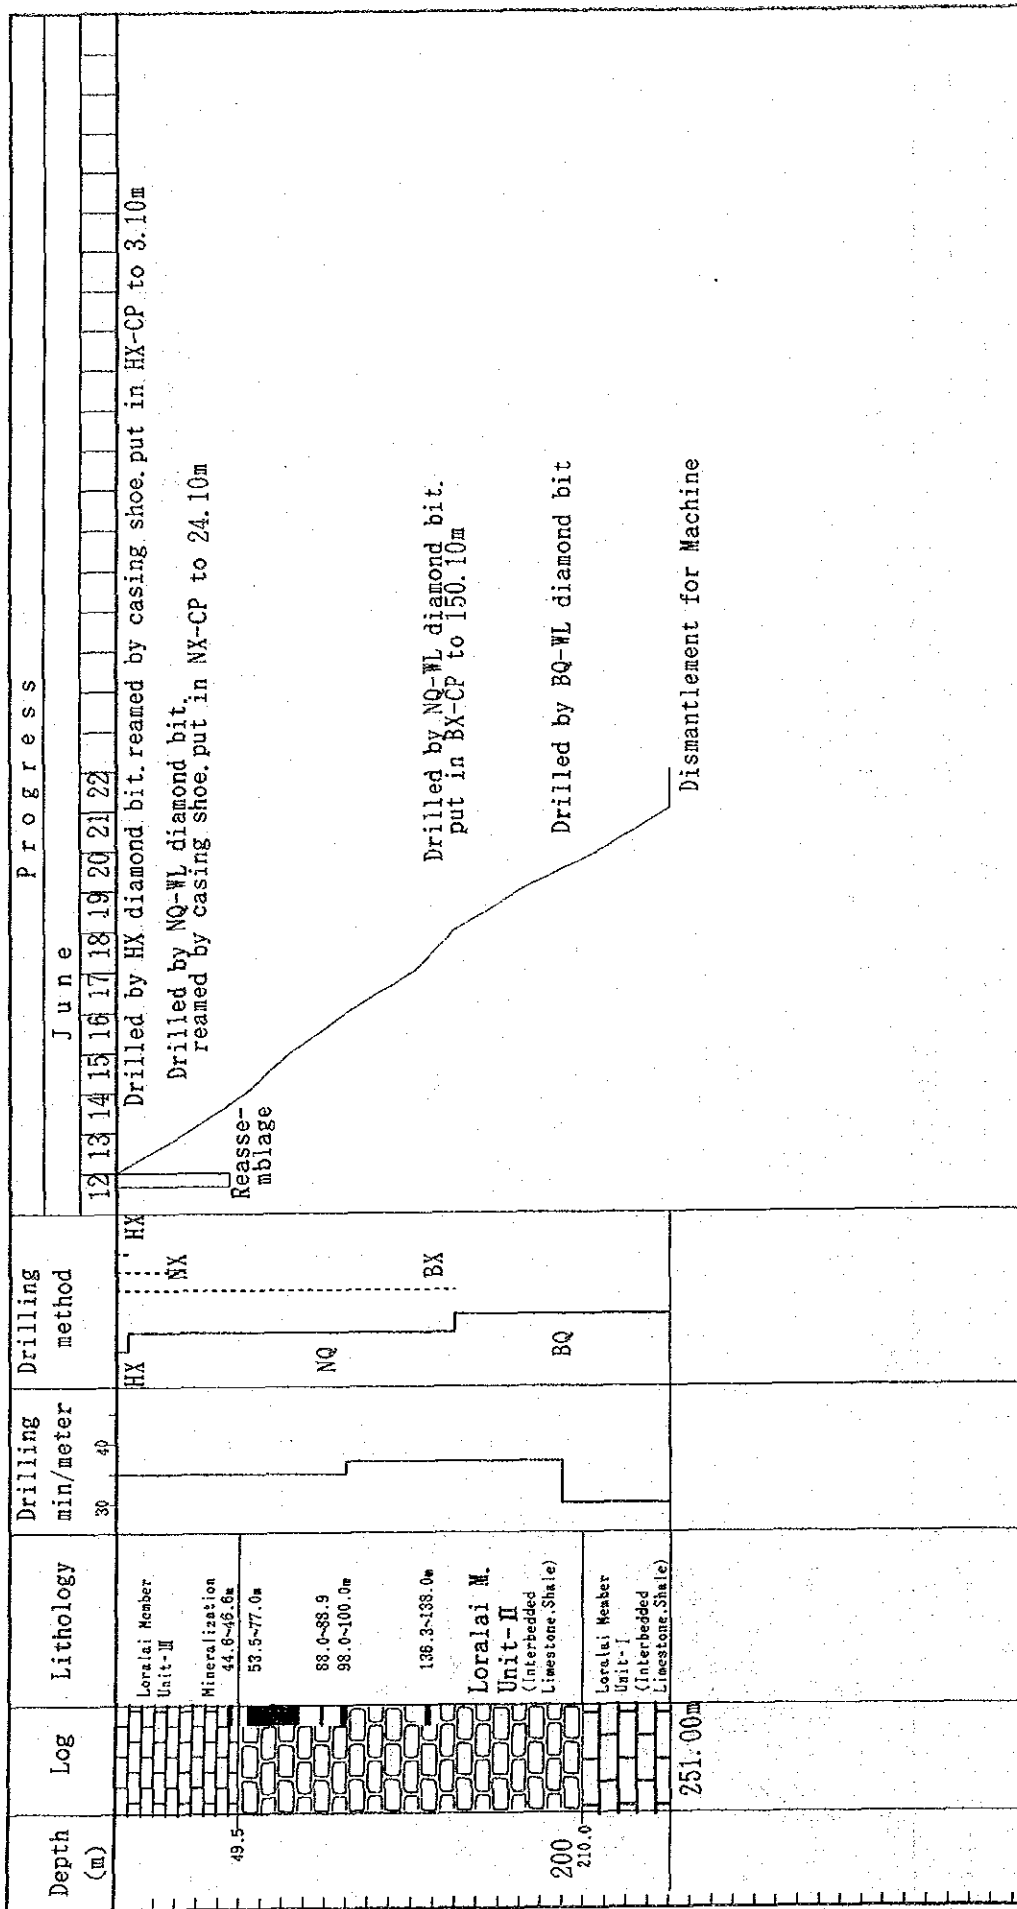 Depth
(m)
Log
Lithology
Drilling
min/meter
Drilling
method
Progress
June
30
40
12 13 14 15 16 17 18 19 20 21 22
49.5
200
210.0
251.00m
Loralai Member
Unit-III
Mineralization
44.6~46.6m
53.5~77.0m
88.0~88.9
98.0~100.0m
136.3~138.0m
Loralai M.
Unit-II
(Interbedded
Limestone.Shale)
Loralai Member
Unit-I
(Interbedded
Limestone.Shale)
HX
NQ
BQ
HX
NX
BX
Reasse-
mblage
Drilled by HX diamond bit.reamed by casing shoe.put in HX-CP to 3.10m
Drilled by NQ-WL diamond bit.
reamed by casing shoe.put in NX-CP to 24.10m
Drilled by NQ-WL diamond bit.
put in BX-CP to 150.10m
Drilled by BQ-WL diamond bit
Dismantlement for Machine